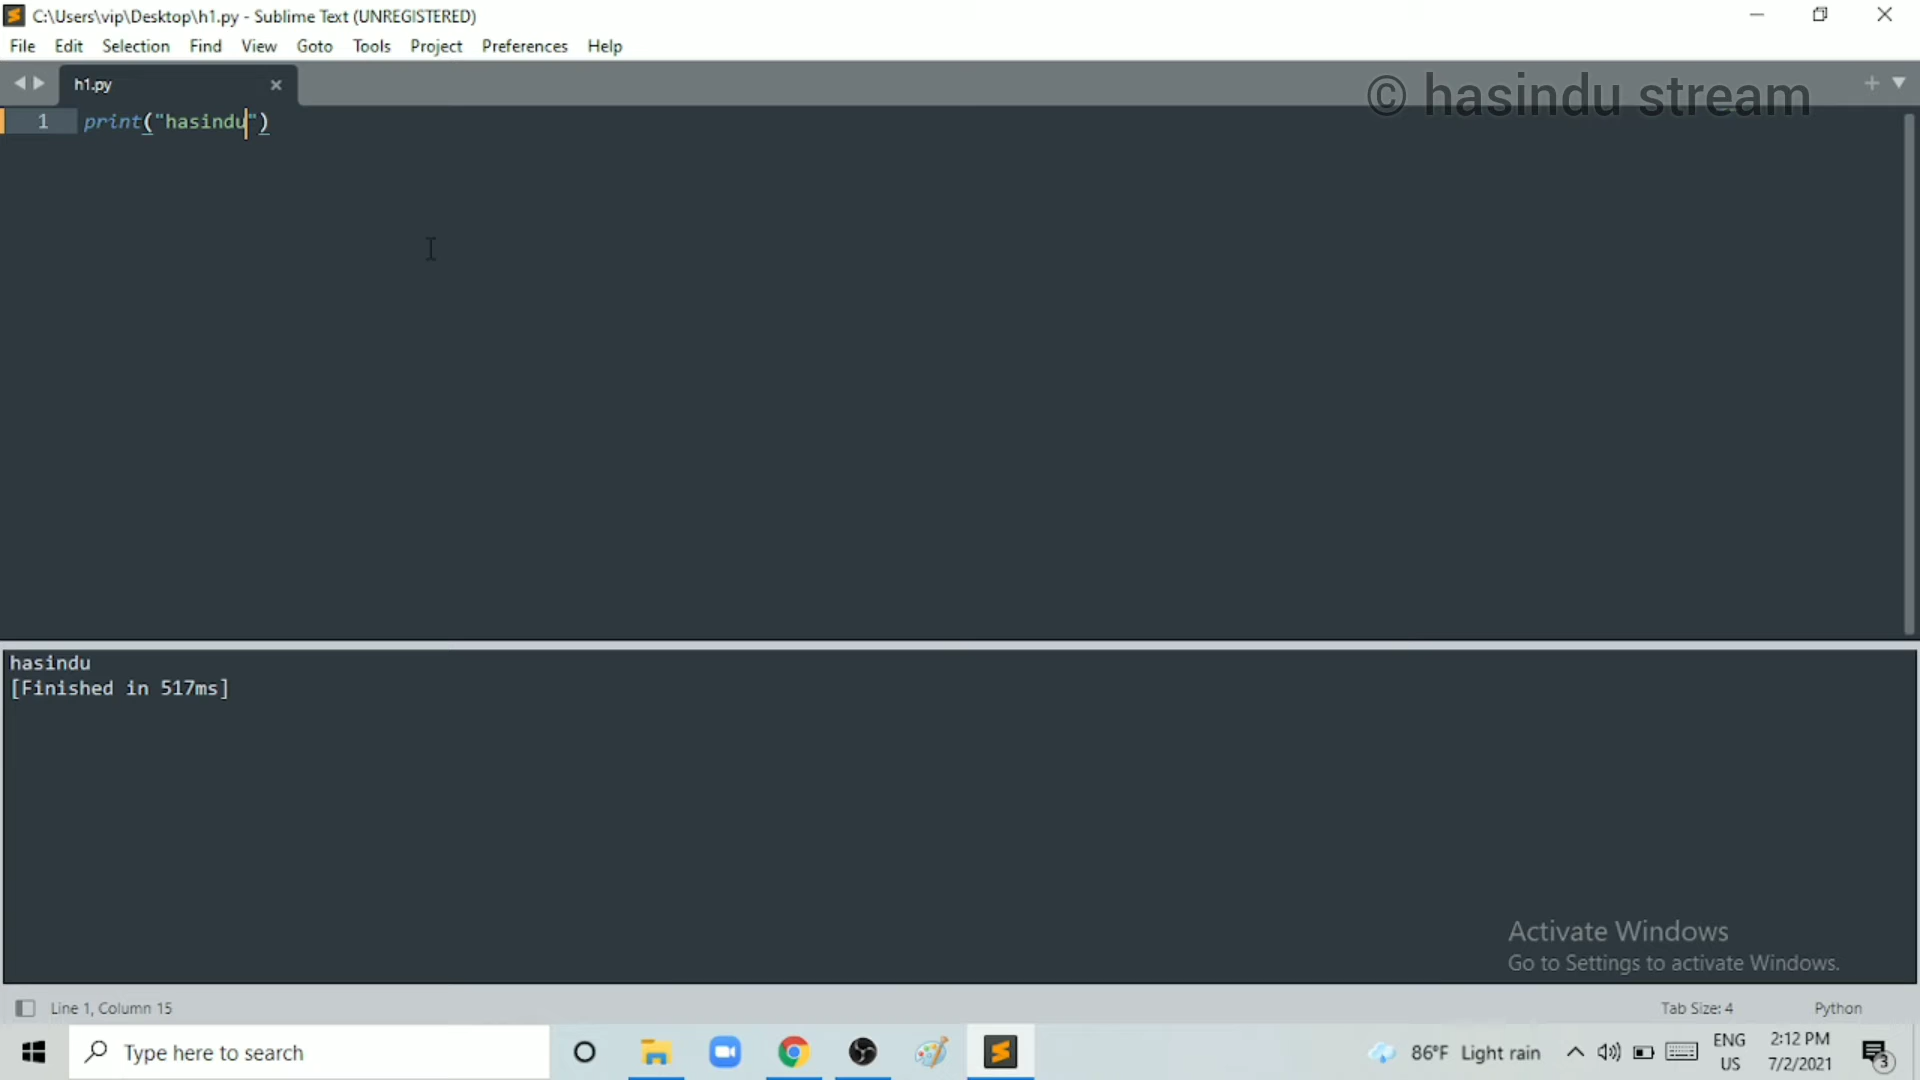 C:\Users\vip\Desktop\h1.py - Sublime Text (UNREGISTERED)
File Edit Selection Find View Goto Tools Project Preferences Help
h1.py
© hasindu stream
1 print("hasindu")
hasindu
[Finished in 517ms]
Activate Windows
Go to Settings to activate Windows.
Line 1, Column 15 Tab Size: 4 Python
Type here to search
86°F Light rain
ENG
US
2:12 PM
7/2/2021
3